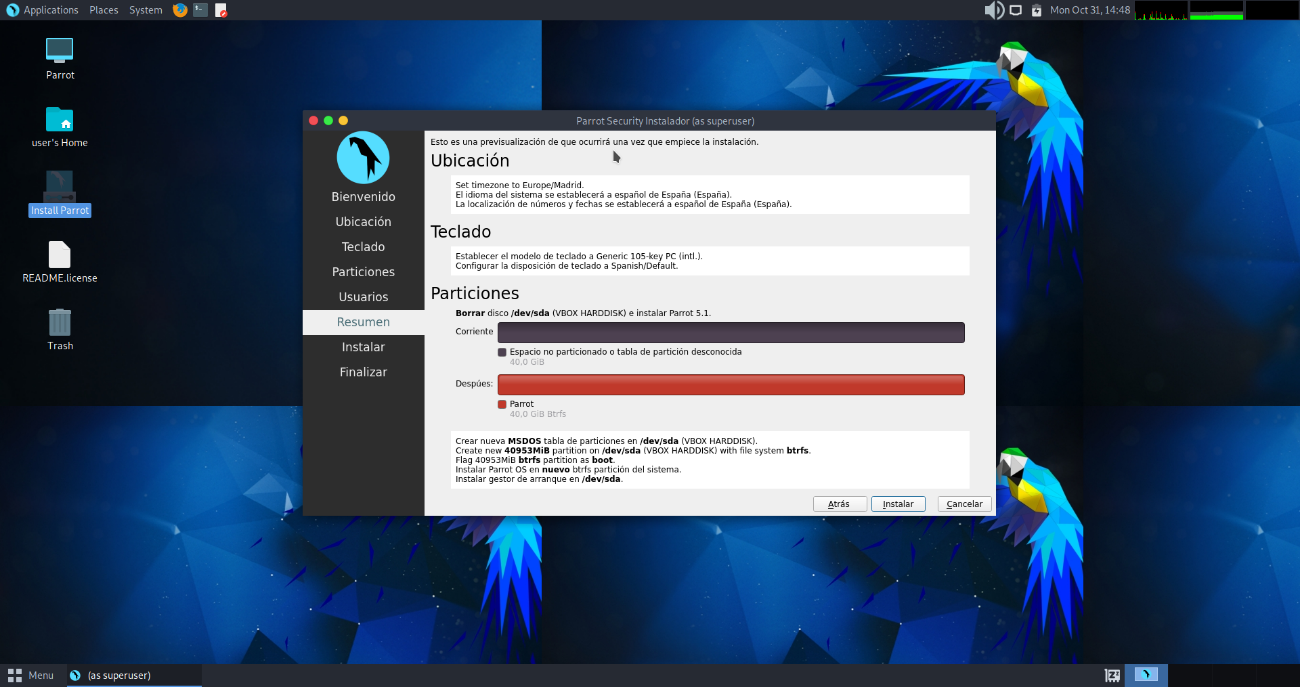 Applications Places System
Mon Oct 31, 14:48
Parrot
user's Home
Install Parrot
README.license
Trash
Parrot Security Instalador (as superuser)
Bienvenido
Ubicación
Teclado
Particiones
Usuarios
Resumen
Instalar
Finalizar
Esto es una previsualización de que ocurrirá una vez que empiece la instalación.
Ubicación
Set timezone to Europe/Madrid.
El idioma del sistema se establecerá a español de España (España).
La localización de números y fechas se establecerá a español de España (España).
Teclado
Establecer el modelo de teclado a Generic 105-key PC (intl.).
Configurar la disposición de teclado a Spanish/Default.
Particiones
Borrar disco /dev/sda (VBOX HARDDISK) e instalar Parrot 5.1.
Corriente
Espacio no particionado o tabla de partición desconocida
40,0 GiB
Despúes:
Parrot
40,0 GiB Btrfs
Crear nueva MSDOS tabla de particiones en /dev/sda (VBOX HARDDISK).
Create new 40953MiB partition on /dev/sda (VBOX HARDDISK) with file system btrfs.
Flag 40953MiB btrfs partition as boot.
Instalar Parrot OS en nuevo btrfs partición del sistema.
Instalar gestor de arranque en /dev/sda.
Atrás Instalar Cancelar
Menu (as superuser)